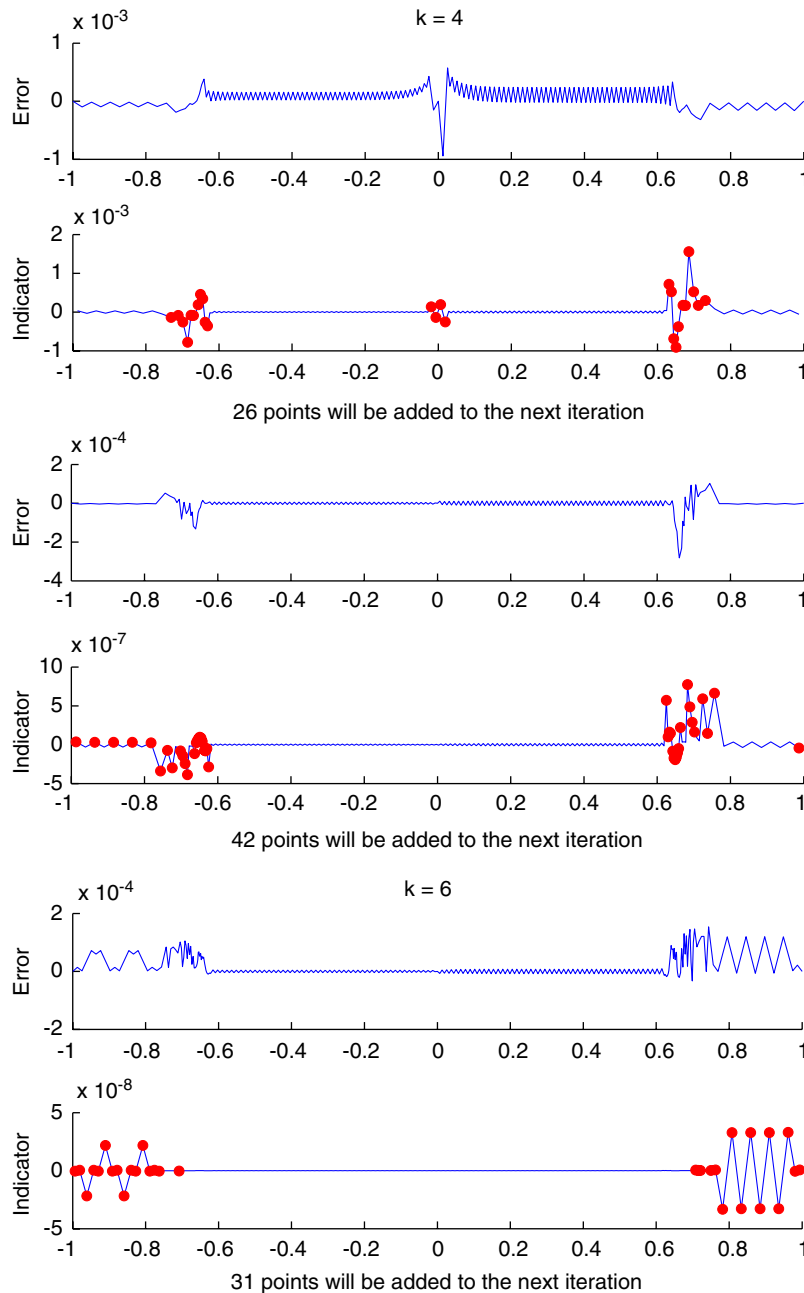 x 10-3
k = 4
1
0
-1
Error
-1 -0.8 -0.6 -0.4 -0.2 0 0.2 0.4 0.6 0.8 1
x 10-3
2
1
0
-1
Indicator
-1 -0.8 -0.6 -0.4 -0.2 0 0.2 0.4 0.6 0.8 1
26 points will be added to the next iteration
x 10-4
2
0
-2
-4
Error
-1 -0.8 -0.6 -0.4 -0.2 0 0.2 0.4 0.6 0.8 1
x 10-7
10
5
0
-5
Indicator
-1 -0.8 -0.6 -0.4 -0.2 0 0.2 0.4 0.6 0.8 1
42 points will be added to the next iteration
x 10-4
k = 6
2
0
-2
Error
-1 -0.8 -0.6 -0.4 -0.2 0 0.2 0.4 0.6 0.8 1
x 10-8
5
0
-5
Indicator
-1 -0.8 -0.6 -0.4 -0.2 0 0.2 0.4 0.6 0.8 1
31 points will be added to the next iteration